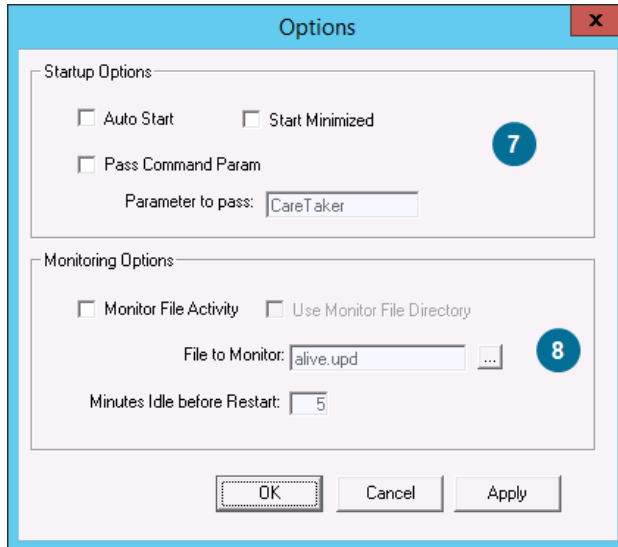 Options
x
Startup Options
Auto Start Start Minimized
7
Pass Command Param
Parameter to pass: CareTaker
Monitoring Options
Monitor File Activity Use Monitor File Directory
File to Monitor: alive.upd ...
8
Minutes Idle before Restart: 5
OK Cancel Apply